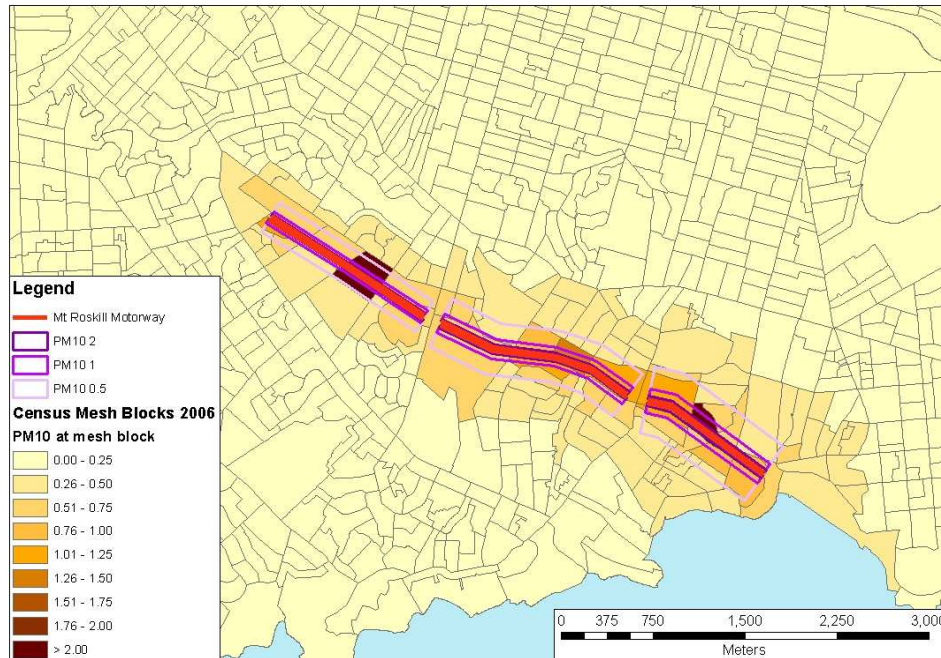 Legend
Mt Roskill Motorway
PM10 2
PM10 1
PM10 0.5
Census Mesh Blocks 2006
PM10 at mesh block
0.00 - 0.25
0.26 - 0.50
0.51 - 0.75
0.76 - 1.00
1.01 - 1.25
1.26 - 1.50
1.51 - 1.75
1.76 - 2.00
> 2.00
0 375 750 1,500 2,250 3,000
Meters